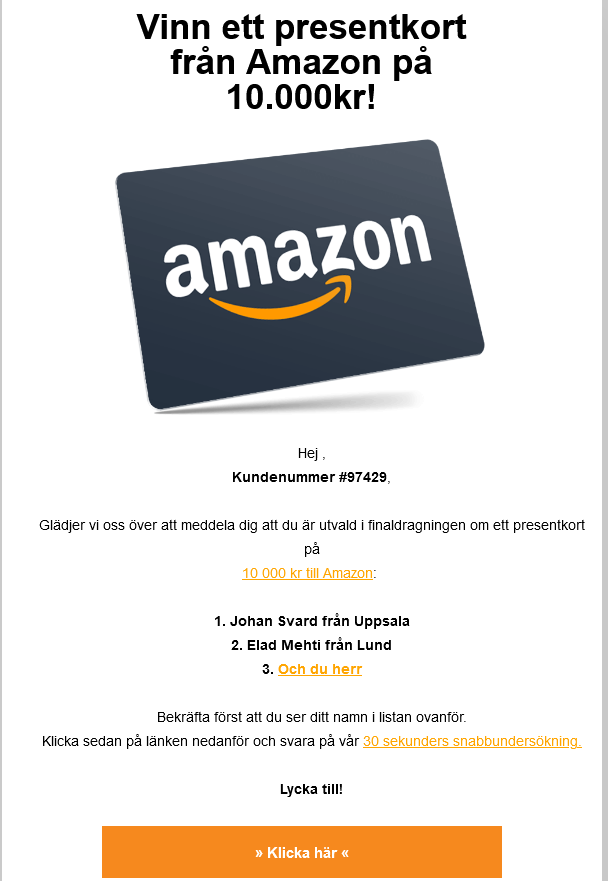 Vinn ett presentkort
från Amazon på
10.000kr!
amazon
Hej ,
Kundenummer #97429,
Glädjer vi oss över att meddela dig att du är utvald i finaldragningen om ett presentkort
på
10 000 kr till Amazon:
1. Johan Svard från Uppsala
2. Elad Mehti från Lund
3. Och du herr
Bekräfta först att du ser ditt namn i listan ovanför.
Klicka sedan på länken nedanför och svara på vår 30 sekunders snabbundersökning.
Lycka till!
» Klicka här «